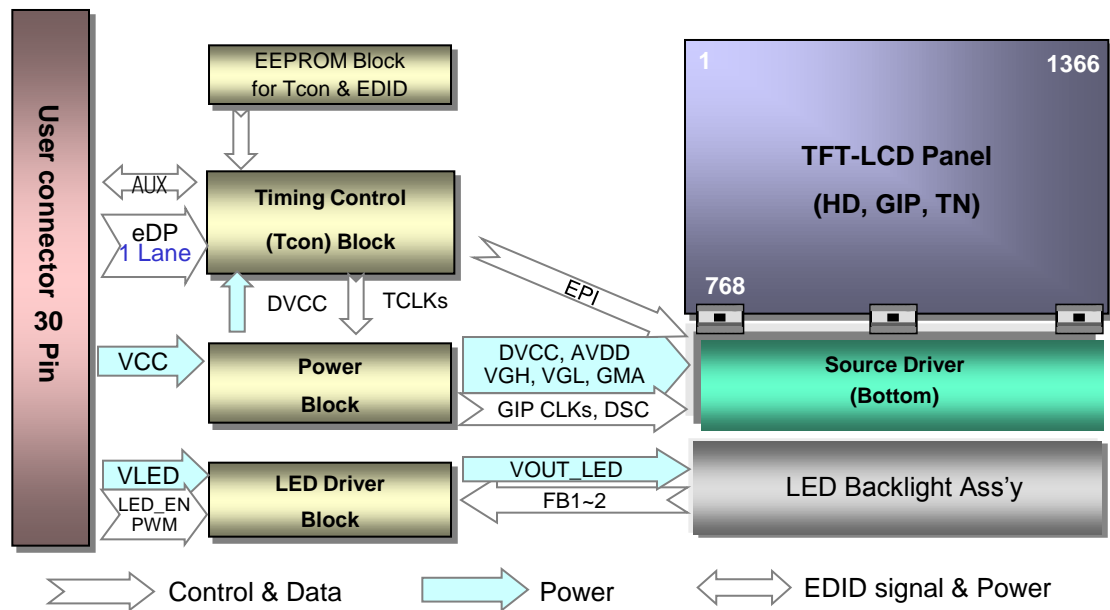 User connector 30 Pin
EEPROM Block
for Tcon & EDID
AUX
eDP
1 Lane
Timing Control
(Tcon) Block
DVCC
TCLKs
EPI
1
1366
TFT-LCD Panel
(HD, GIP, TN)
768
VCC
Power
Block
DVCC, AVDD
VGH, VGL, GMA
GIP CLKs, DSC
Source Driver
(Bottom)
VLED
LED_EN
PWM
LED Driver
Block
VOUT_LED
FB1~2
LED Backlight Ass'y
Control & Data
Power
EDID signal & Power